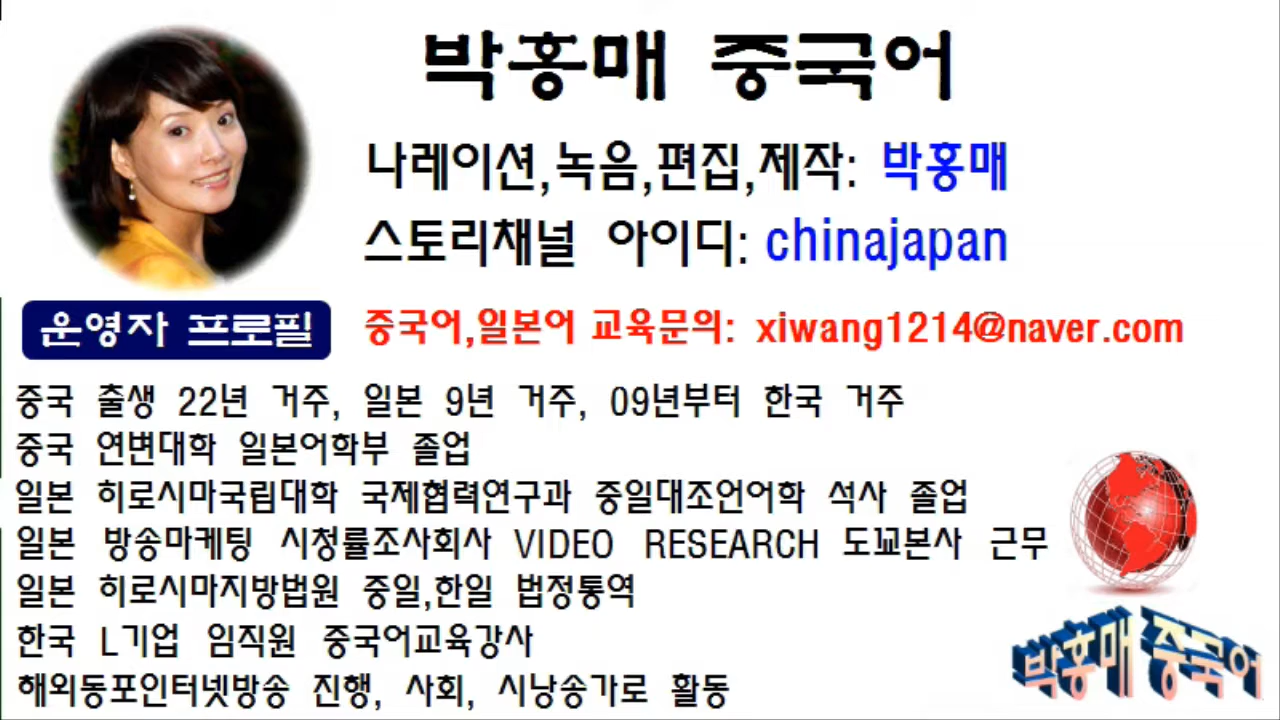 박홍매 중국어
나레이션,녹음,편집,제작: 박홍매
스토리채널 아이디: chinajapan
운영자 프로필
중국어,일본어 교육문의: xiwang1214@naver.com
중국 출생 22년 거주, 일본 9년 거주, 09년부터 한국 거주
중국 연변대학 일본어학부 졸업
일본 히로시마국립대학 국제협력연구과 중일대조언어학 석사 졸업
일본 방송마케팅 시청률조사회사 VIDEO RESEARCH 도꾜본사 근무
일본 히로시마지방법원 중일,한일 법정통역
한국 L기업 임직원 중국어교육강사
해외동포인터넷방송 진행, 사회, 시낭송가로 활동
박홍매 중국어